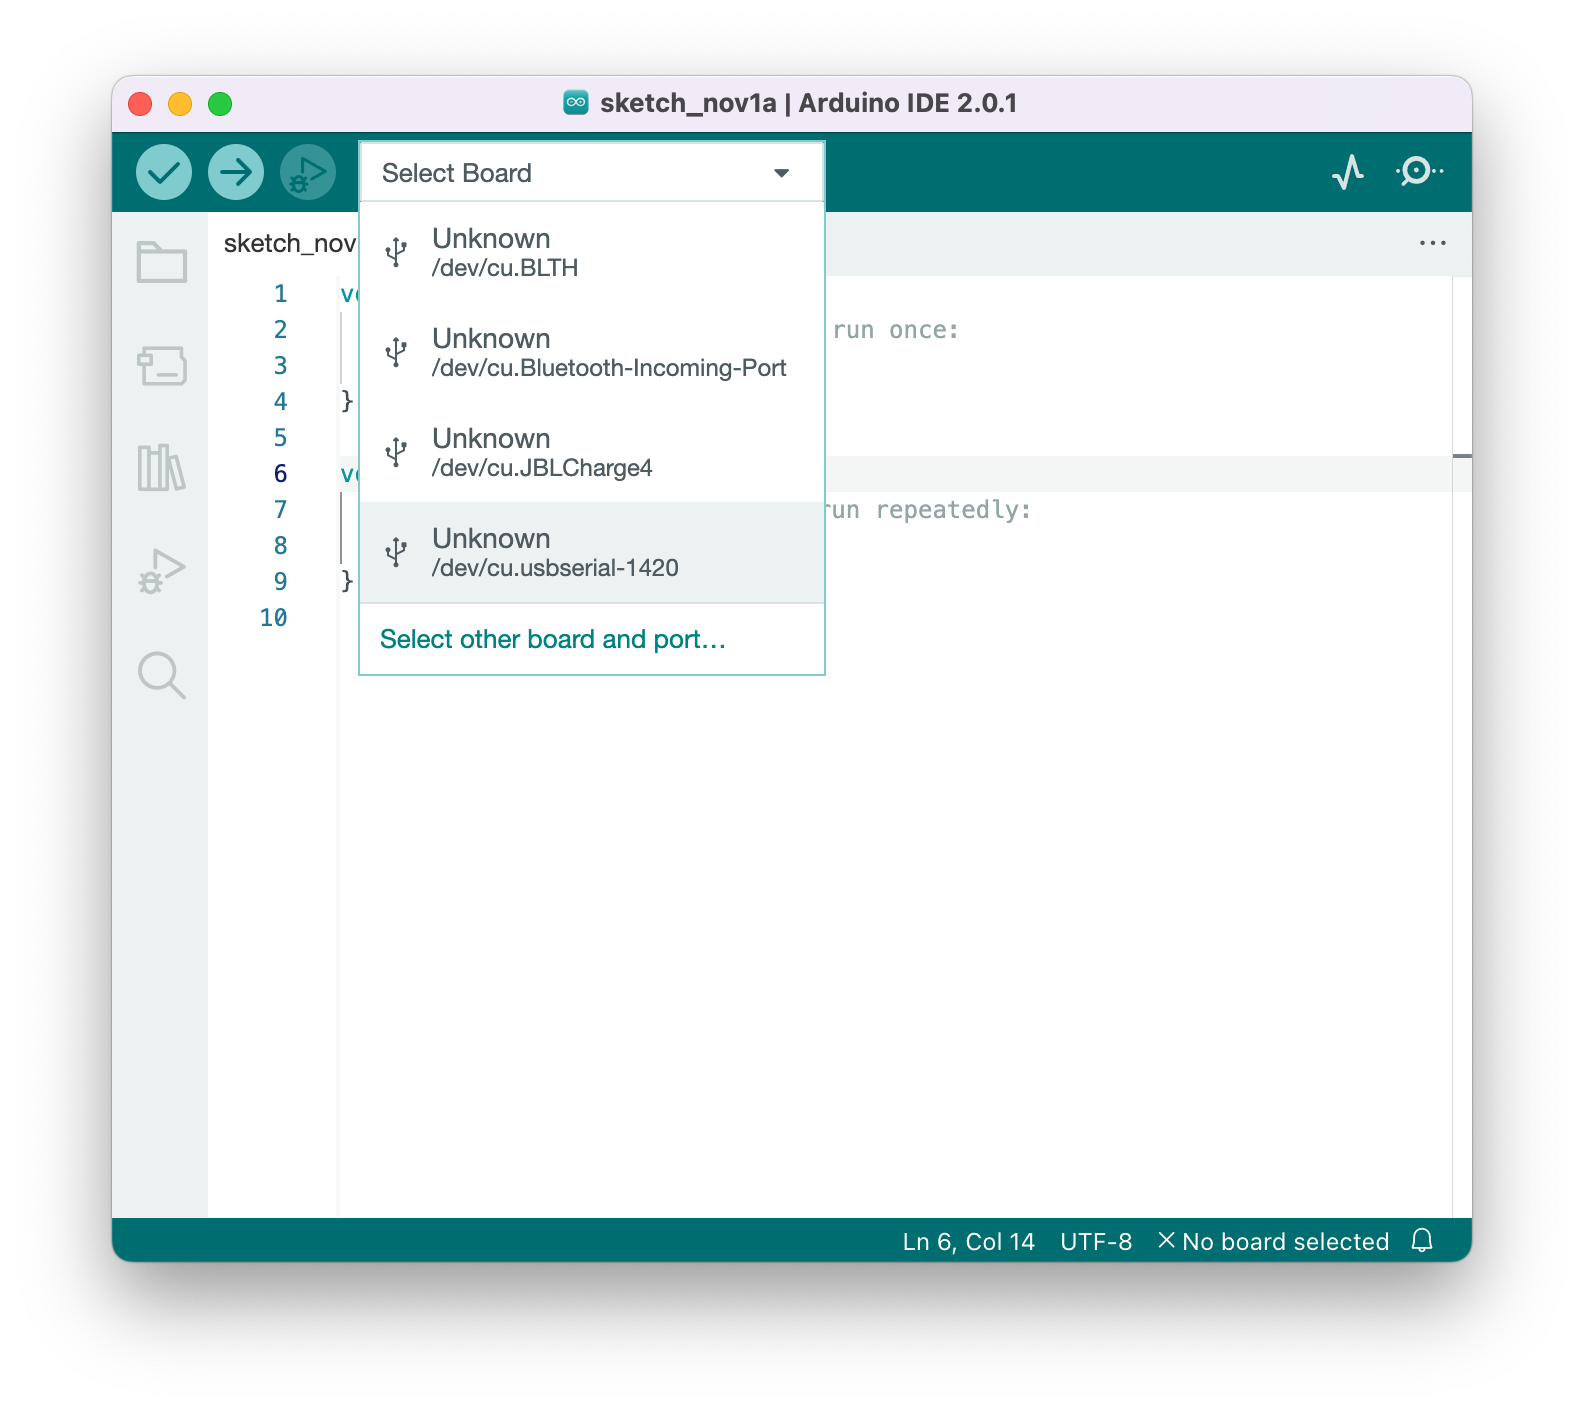 sketch_nov1a | Arduino IDE 2.0.1
Select Board
Unknown
/dev/cu.BLTH
Unknown
/dev/cu.Bluetooth-Incoming-Port
Unknown
/dev/cu.JBLCharge4
Unknown
/dev/cu.usbserial-1420
Select other board and port...
sketch_nov
...
1
2 run once:
3
4 }
5
6
7 run repeatedly:
8
9 }
10
Ln 6, Col 14 UTF-8 No board selected